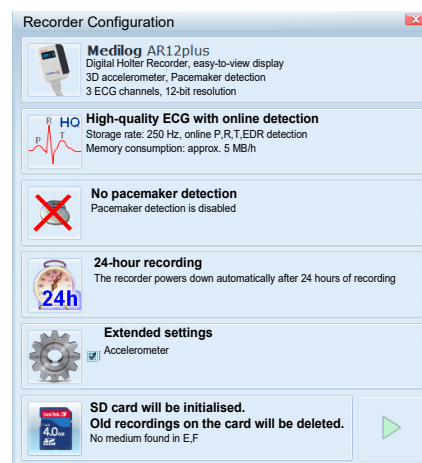 Recorder Configuration
Medilog AR12plus
Digital Holter Recorder, easy-to-view display
3D accelerometer, Pacemaker detection
3 ECG channels, 12-bit resolution
R HQ
P T
High-quality ECG with online detection
Storage rate: 250 Hz, online P,R,T,EDR detection
Memory consumption: approx. 5 MB/h
No pacemaker detection
Pacemaker detection is disabled
24h
24-hour recording
The recorder powers down automatically after 24 hours of recording
Extended settings
Accelerometer
SanDisk
4.0
SD card will be initialised.
Old recordings on the card will be deleted.
No medium found in E,F